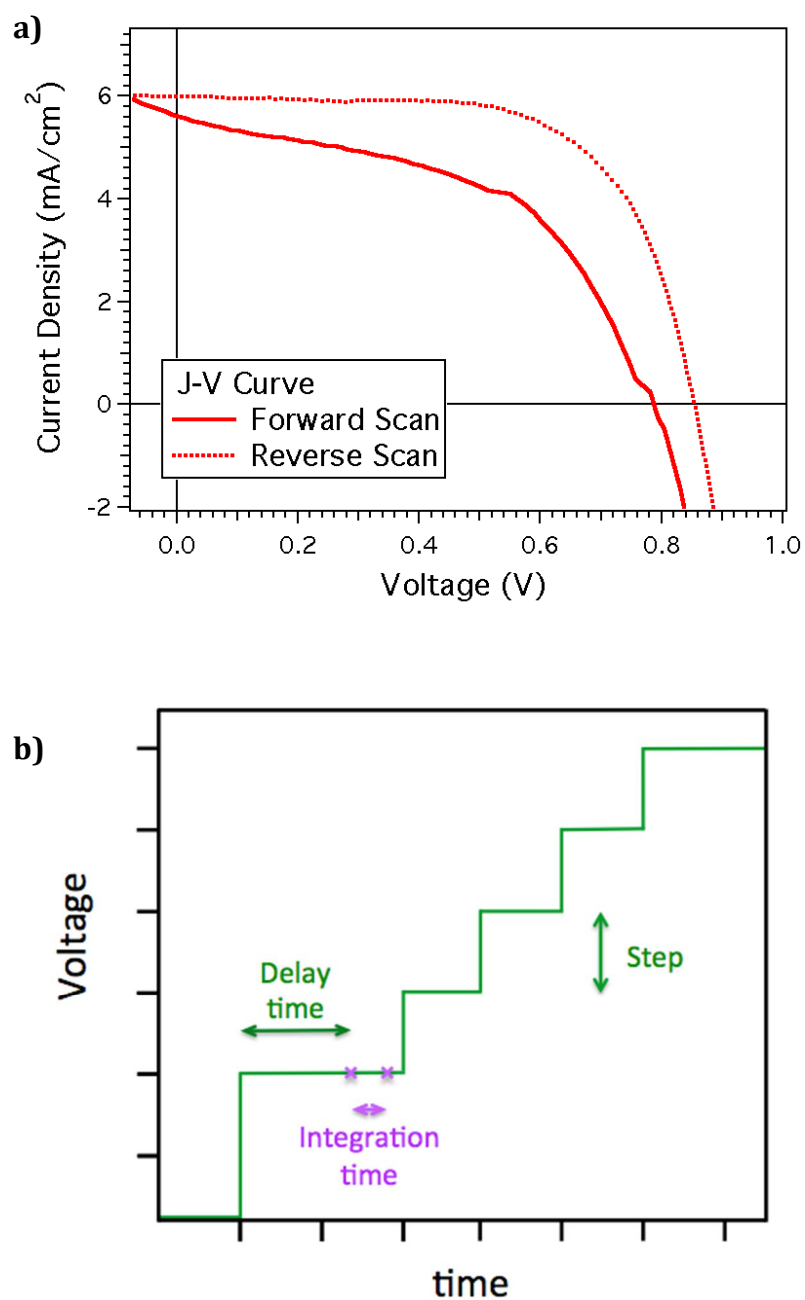 a)
Current Density (mA/cm²)
6
4
2
0
-2
J-V Curve
Forward Scan
Reverse Scan
0.0 0.2 0.4 0.6 0.8 1.0
Voltage (V)
b)
Voltage
Delay
time
Step
Integration
time
time